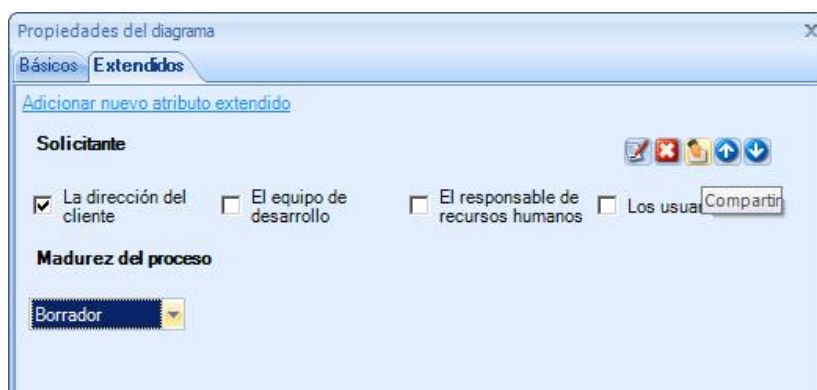 Propiedades del diagrama
Básicos Extendidos
Adicionar nuevo atributo extendido
Solicitante
La dirección del El equipo de El responsable de
cliente desarrollo recursos humanos Los Compartir
Madurez del proceso
Borrador